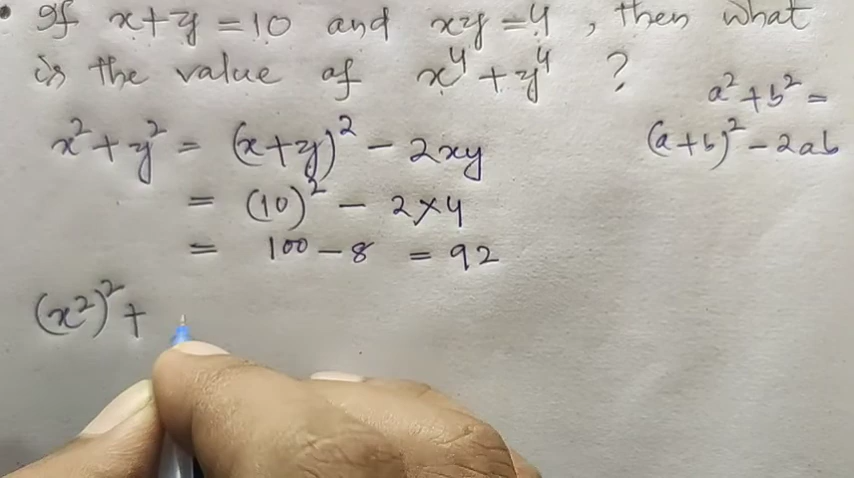 • If x+y=10 and xy=4, then what
is the value of x⁴+y⁴ ?
a²+b² =
(a+b)²-2ab
x²+y² = (x+y)² - 2xy
= (10)² - 2×4
= 100-8 = 92
(x²)²+